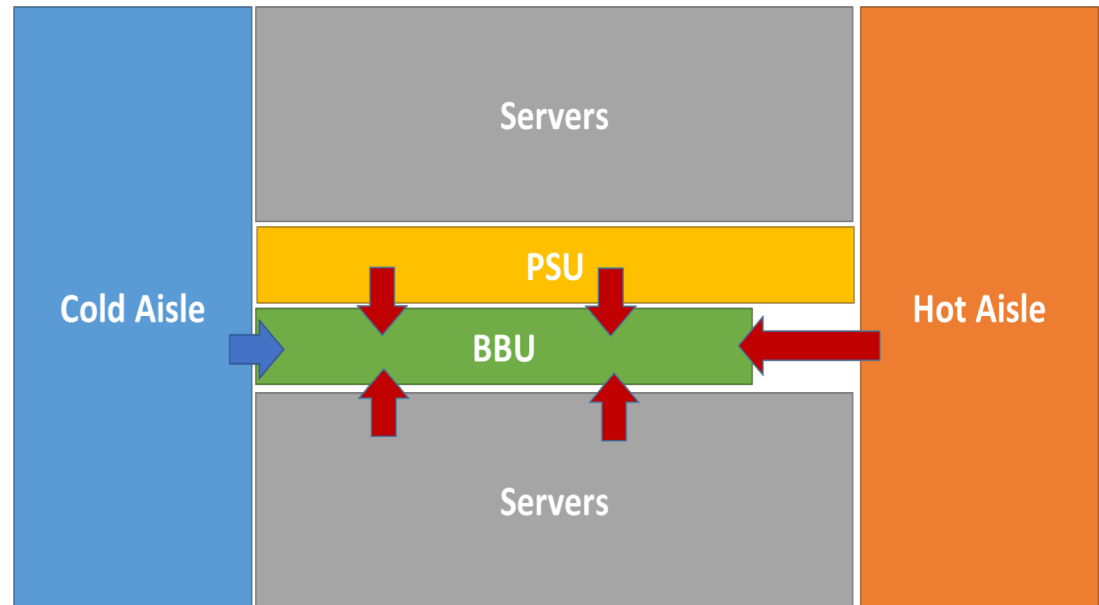 Servers
PSU
Cold Aisle
Hot Aisle
BBU
Servers